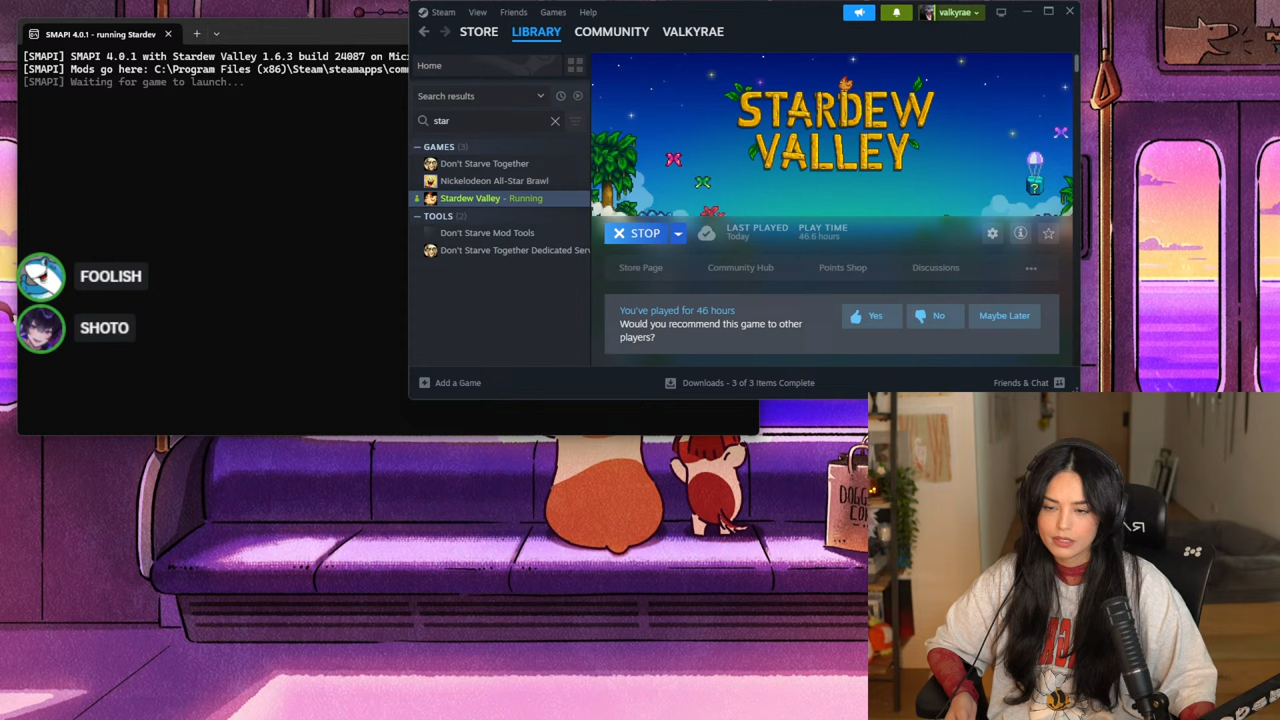 SMAPI 4.0.1 - running Stardev
[SMAPI] SMAPI 4.0.1 with Stardew Valley 1.6.3 build 24087 on Mic
[SMAPI] Mods go here: C:\Program Files (x86)\Steam\steamapps\com
[SMAPI] Waiting for game to launch...
FOOLISH
SHOTO
Steam View Friends Games Help
valkyrae
STORE LIBRARY COMMUNITY VALKYRAE
Home
Search results
star
GAMES (3)
Don't Starve Together
Nickelodeon All-Star Brawl
Stardew Valley - Running
TOOLS (2)
Don't Starve Mod Tools
Don't Starve Together Dedicated Serv
STARDEW
VALLEY
?
STOP
LAST PLAYED
Today
PLAY TIME
46.6 hours
Store Page Community Hub Points Shop Discussions
You've played for 46 hours
Would you recommend this game to other
players?
Yes No Maybe Later
Add a Game
Downloads - 3 of 3 Items Complete
Friends & Chat